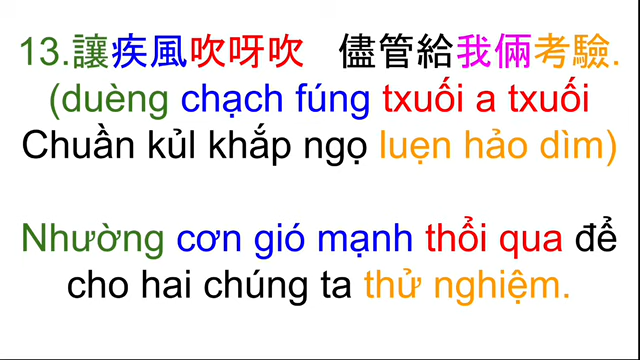 13.讓疾風吹呀吹 儘管給我倆考驗.
(duèng chạch fúng txuối a txuối
Chuần kủl khắp ngọ luẹn hảo dìm)
Nhường cơn gió mạnh thổi qua để
cho hai chúng ta thử nghiệm.